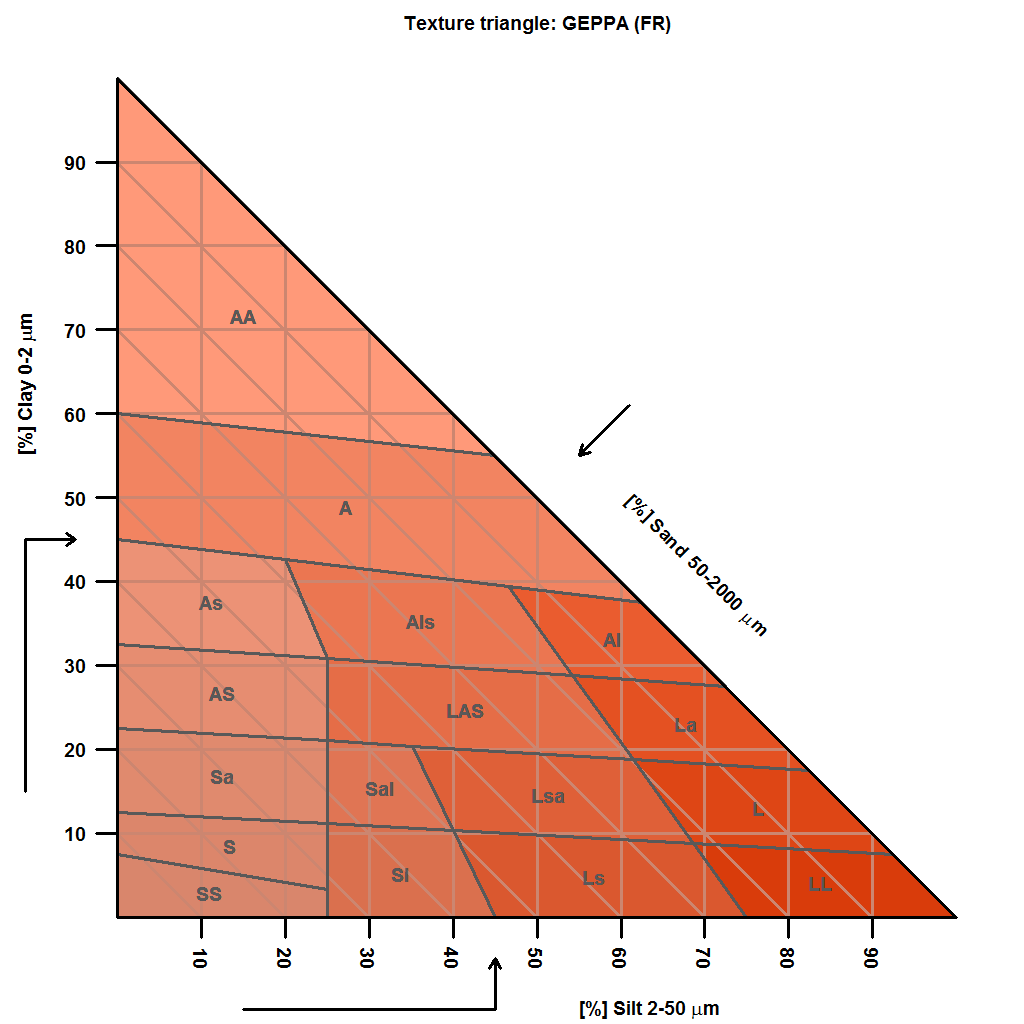 Texture triangle: GEPPA (FR)
90
80
70
60
50
40
30
20
10
[%] Clay 0-2 μm
AA
A
As
Als
Al
AS
LAS
La
Sa
Sal
Lsa
L
S
Sl
Ls
LL
SS
[%] Sand 50-2000 μm
10
20
30
40
50
60
70
80
90
[%] Silt 2-50 μm